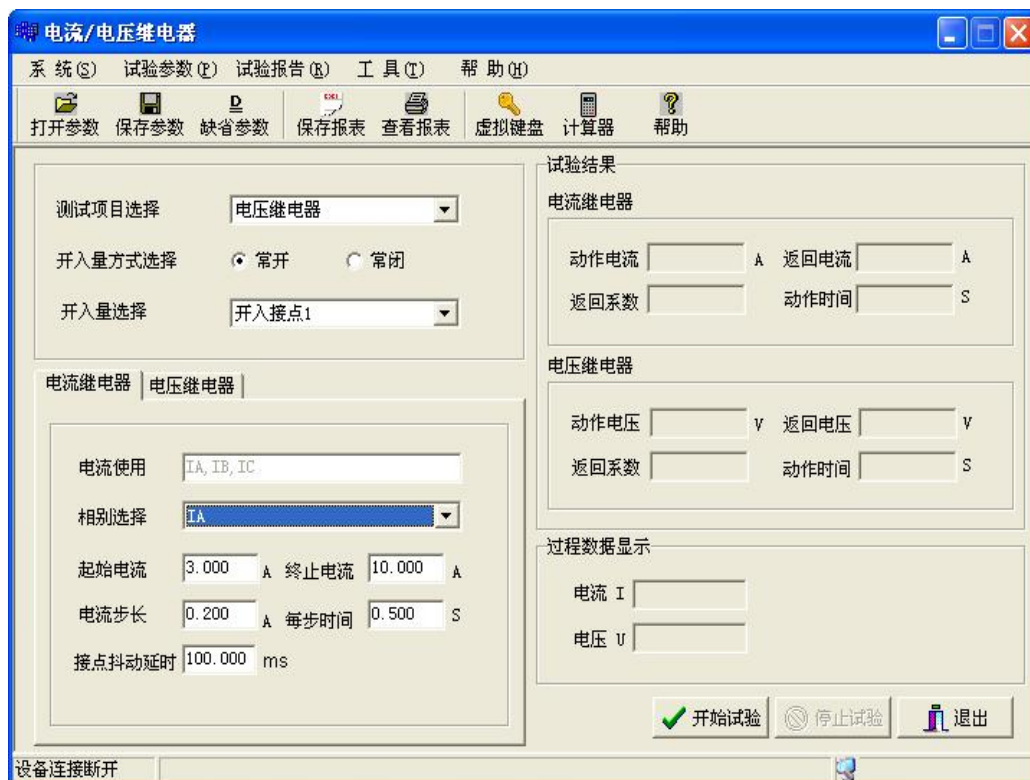 电流/电压继电器
系 统(S) 试验参数(P) 试验报告(R) 工 具(T) 帮 助(H)
D
EXL
打开参数 保存参数 缺省参数 保存报表 查看报表 虚拟键盘 计算器 帮助
测试项目选择 电压继电器
开入量方式选择 常开 常闭
开入量选择 开入接点1
电流继电器 电压继电器
电流使用 IA,IB,IC
相别选择 IA
起始电流 3.000 A 终止电流 10.000 A
电流步长 0.200 A 每步时间 0.500 S
接点抖动延时 100.000 ms
试验结果
电流继电器
动作电流 A 返回电流 A
返回系数 动作时间 S
电压继电器
动作电压 V 返回电压 V
返回系数 动作时间 S
过程数据显示
电流 I
电压 U
开始试验 停止试验 退出
设备连接断开